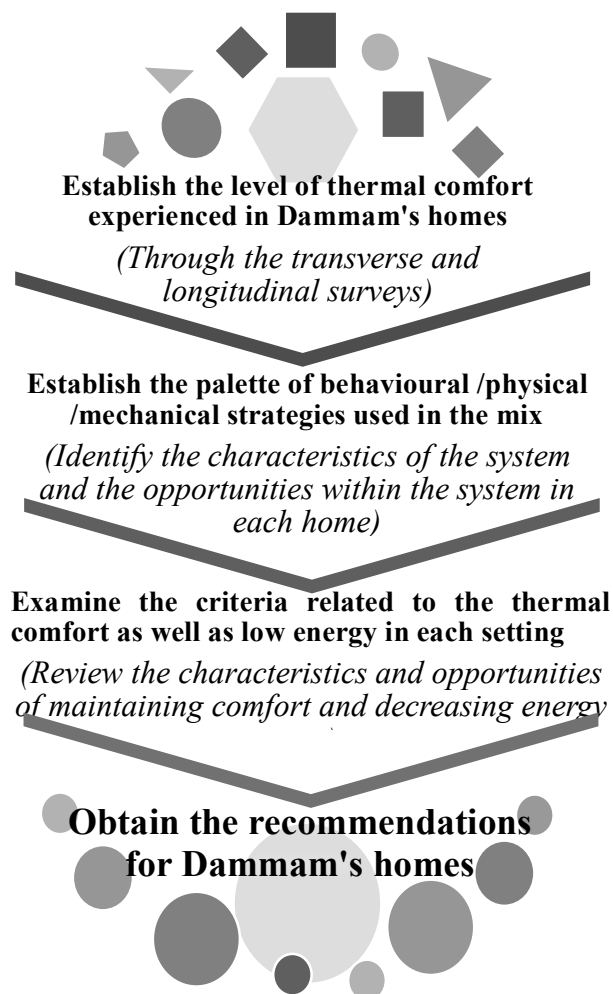 Establish the level of thermal comfort
experienced in Dammam's homes
(Through the transverse and
longitudinal surveys)
Establish the palette of behavioural /physical
/mechanical strategies used in the mix
(Identify the characteristics of the system
and the opportunities within the system in
each home)
Examine the criteria related to the thermal
comfort as well as low energy in each setting
(Review the characteristics and opportunities
of maintaining comfort and decreasing energy
Obtain the recommendations
for Dammam's homes